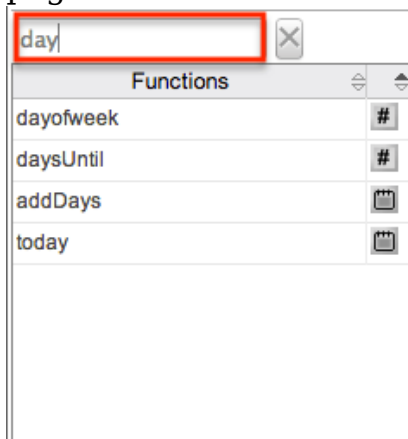 day
Functions
dayofweek #
daysUntil #
addDays
today